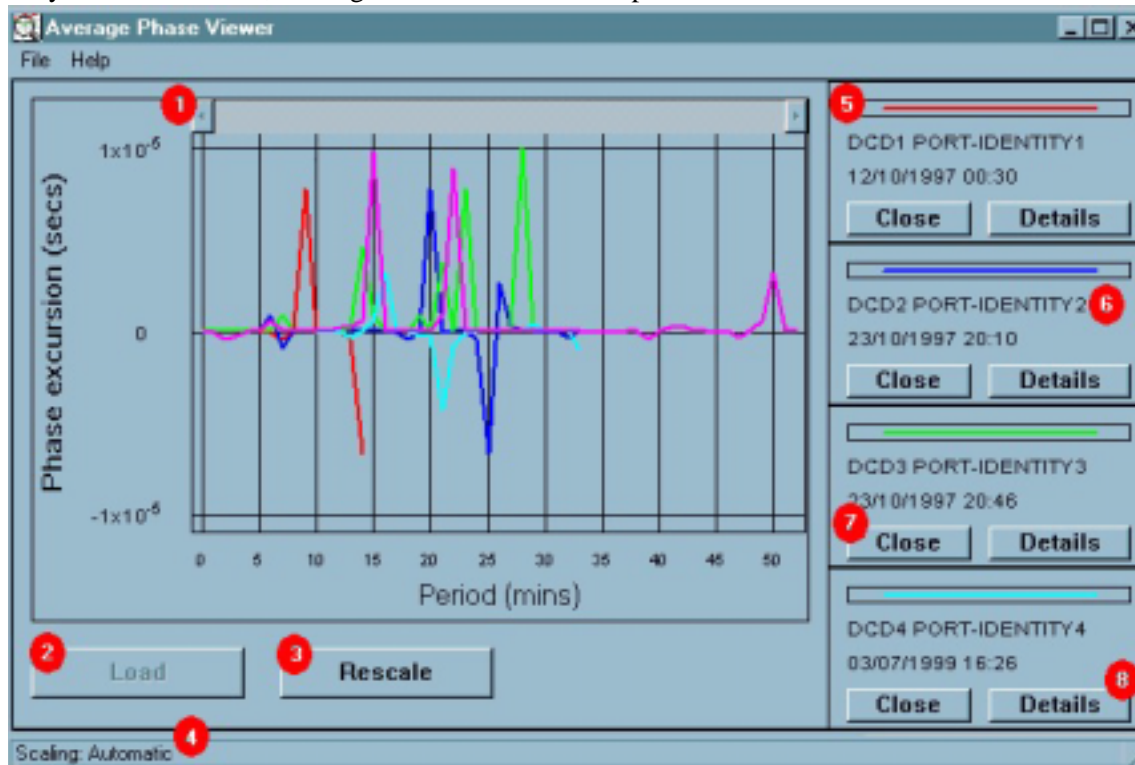 Average Phase Viewer
File Help
1
1x10-6
0
-1x10-6
Phase excursion (secs)
0 5 10 15 20 25 30 35 40 45 50
Period (mins)
2
Load
3
Rescale
4
Scaling: Automatic
5
DCD1 PORT-IDENTITY1
12/10/1997 00:30
Close Details
DCD2 PORT-IDENTITY2
6
23/10/1997 20:10
Close Details
DCD3 PORT-IDENTITY3
23/10/1997 20:46
7
Close Details
DCD4 PORT-IDENTITY4
03/07/1999 16:26
8
Close Details